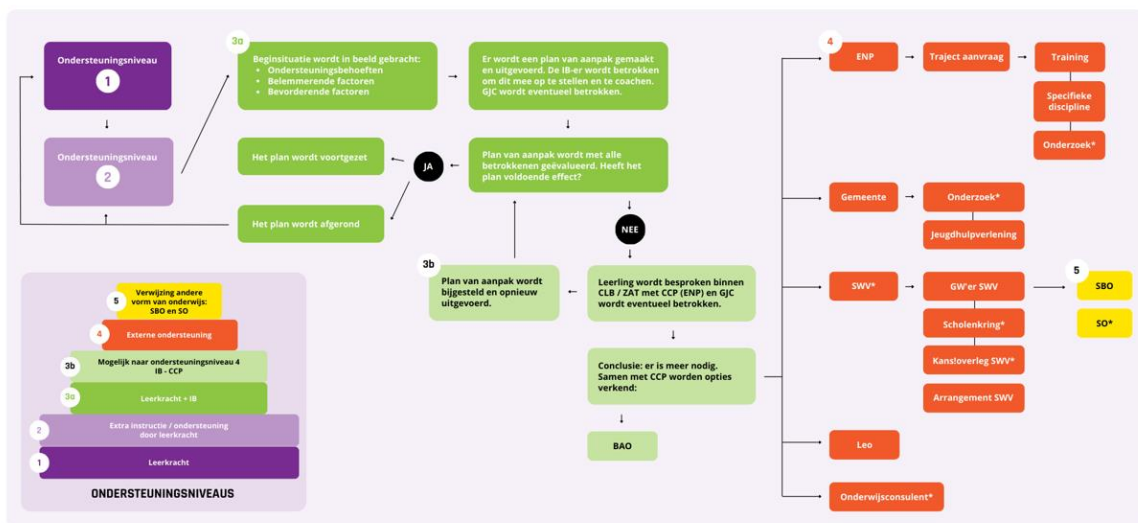 Ondersteuningsniveau
1
Ondersteuningsniveau
2
3a
Beginsituatie wordt in beeld gebracht:
• Ondersteuningsbehoeften
• Belemmerende factoren
• Bevorderende factoren
Er wordt een plan van aanpak gemaakt
en uitgevoerd. De IB-er wordt betrokken
om dit mee op te stellen en te coachen.
GJC wordt eventueel betrokken.
Het plan wordt voortgezet
JA
Plan van aanpak wordt met alle
betrokkenen geëvalueerd. Heeft het
plan voldoende effect?
Het plan wordt afgerond
NEE
3b
Plan van aanpak wordt
bijgesteld en opnieuw
uitgevoerd.
Leerling wordt besproken binnen
CLB / ZAT met CCP (ENP) en GJC
wordt eventueel betrokken.
Conclusie: er is meer nodig.
Samen met CCP worden opties
verkend:
BAO
4
ENP
Traject aanvraag
Training
Specifieke
discipline
Onderzoek*
Gemeente
Onderzoek*
Jeugdhulpverlening
SWV*
GW'er SWV
Scholenkring*
Kans!overleg SWV*
Arrangement SWV
5
SBO
SO*
Leo
Onderwijsconsulent*
5
Verwijzing andere
vorm van onderwijs:
SBO en SO
4
Externe ondersteuning
3b
Mogelijk naar ondersteuningsniveau 4
IB - CCP
3a
Leerkracht + IB
2
Extra instructie / ondersteuning
door leerkracht
1
Leerkracht
ONDERSTEUNINGSNIVEAUS